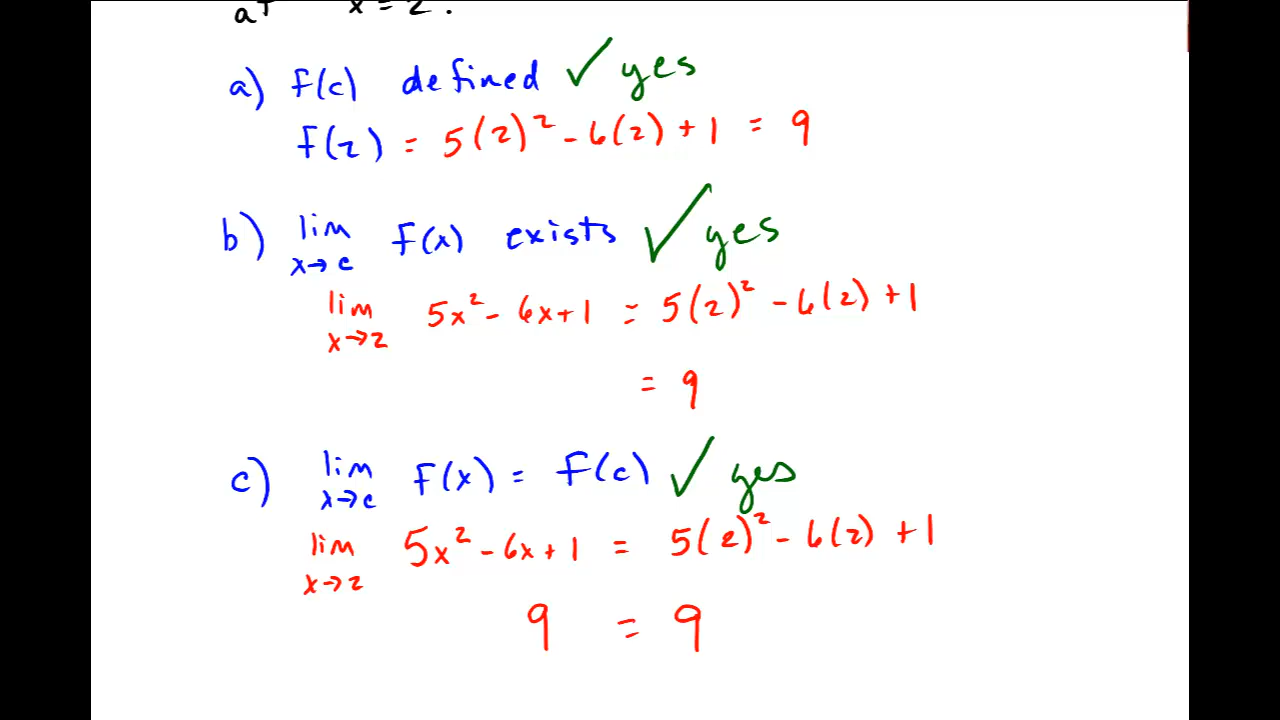 at x = 2.
a) f(c) defined ✓ yes
f(2) = 5(2)² - 6(2) + 1 = 9
b) lim f(x) exists ✓ yes
x→c
lim 5x² - 6x + 1 = 5(2)² - 6(2) + 1
x→2
= 9
c) lim f(x) = f(c) ✓ yes
x→c
lim 5x² - 6x + 1 = 5(2)² - 6(2) + 1
x→2
9 = 9